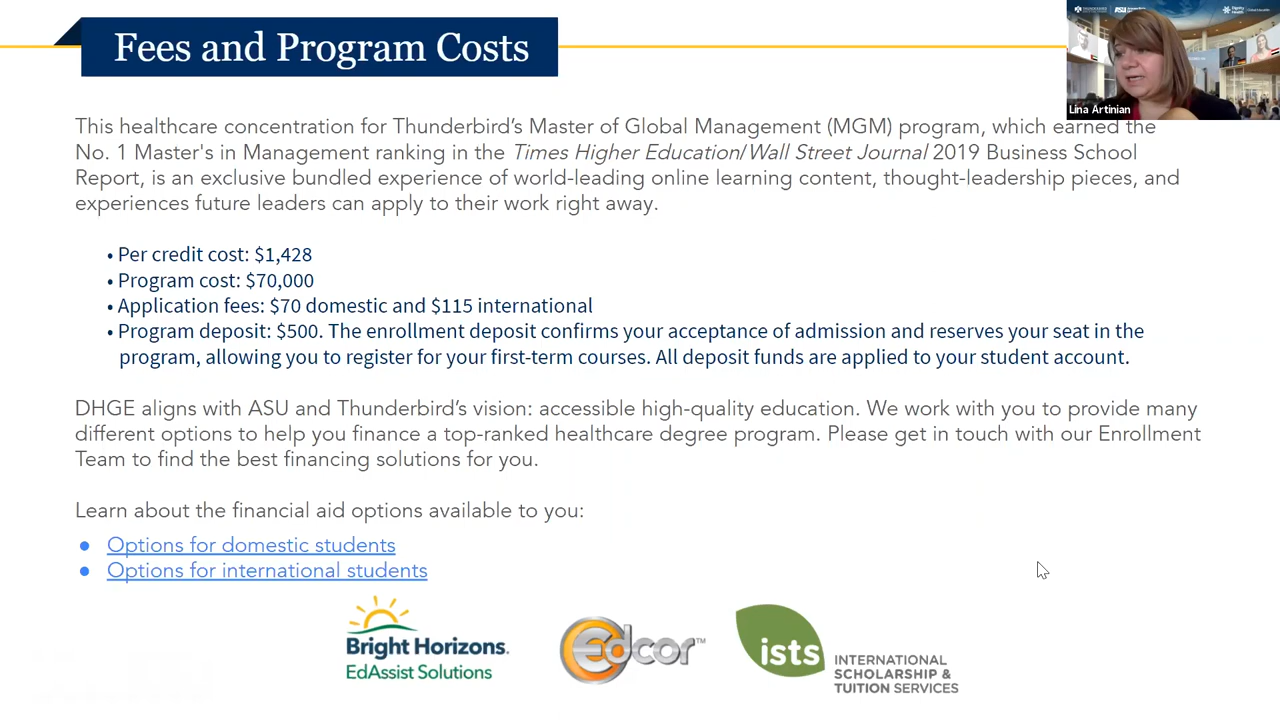 Fees and Program Costs
Lina Artinian
This healthcare concentration for Thunderbird's Master of Global Management (MGM) program, which earned the
No. 1 Master's in Management ranking in the Times Higher Education/Wall Street Journal 2019 Business School
Report, is an exclusive bundled experience of world-leading online learning content, thought-leadership pieces, and
experiences future leaders can apply to their work right away.
• Per credit cost: $1,428
• Program cost: $70,000
• Application fees: $70 domestic and $115 international
• Program deposit: $500. The enrollment deposit confirms your acceptance of admission and reserves your seat in the
program, allowing you to register for your first-term courses. All deposit funds are applied to your student account.
DHGE aligns with ASU and Thunderbird's vision: accessible high-quality education. We work with you to provide many
different options to help you finance a top-ranked healthcare degree program. Please get in touch with our Enrollment
Team to find the best financing solutions for you.
Learn about the financial aid options available to you:
● Options for domestic students
● Options for international students
Bright Horizons.
EdAssist Solutions
Edcor™
ists
INTERNATIONAL
SCHOLARSHIP &
TUITION SERVICES